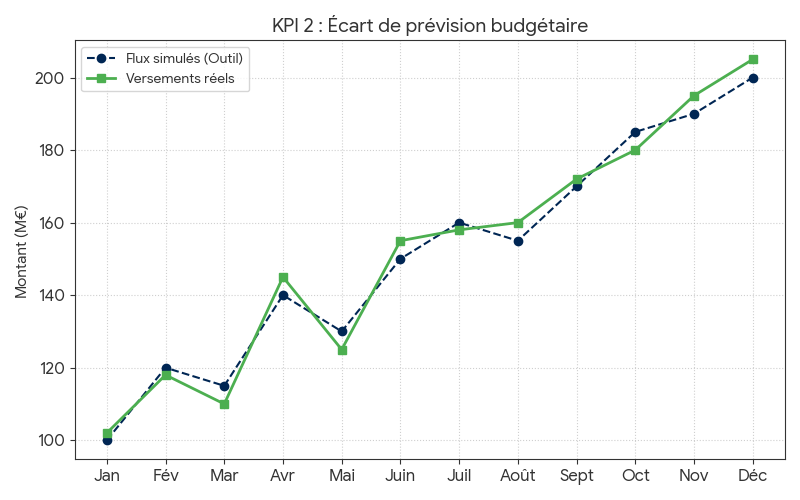 KPI 2 : Écart de prévision budgétaire
Flux simulés (Outil)
Versements réels
Montant (M€)
200
180
160
140
120
100
Jan Fév Mar Avr Mai Juin Juil Août Sept Oct Nov Déc